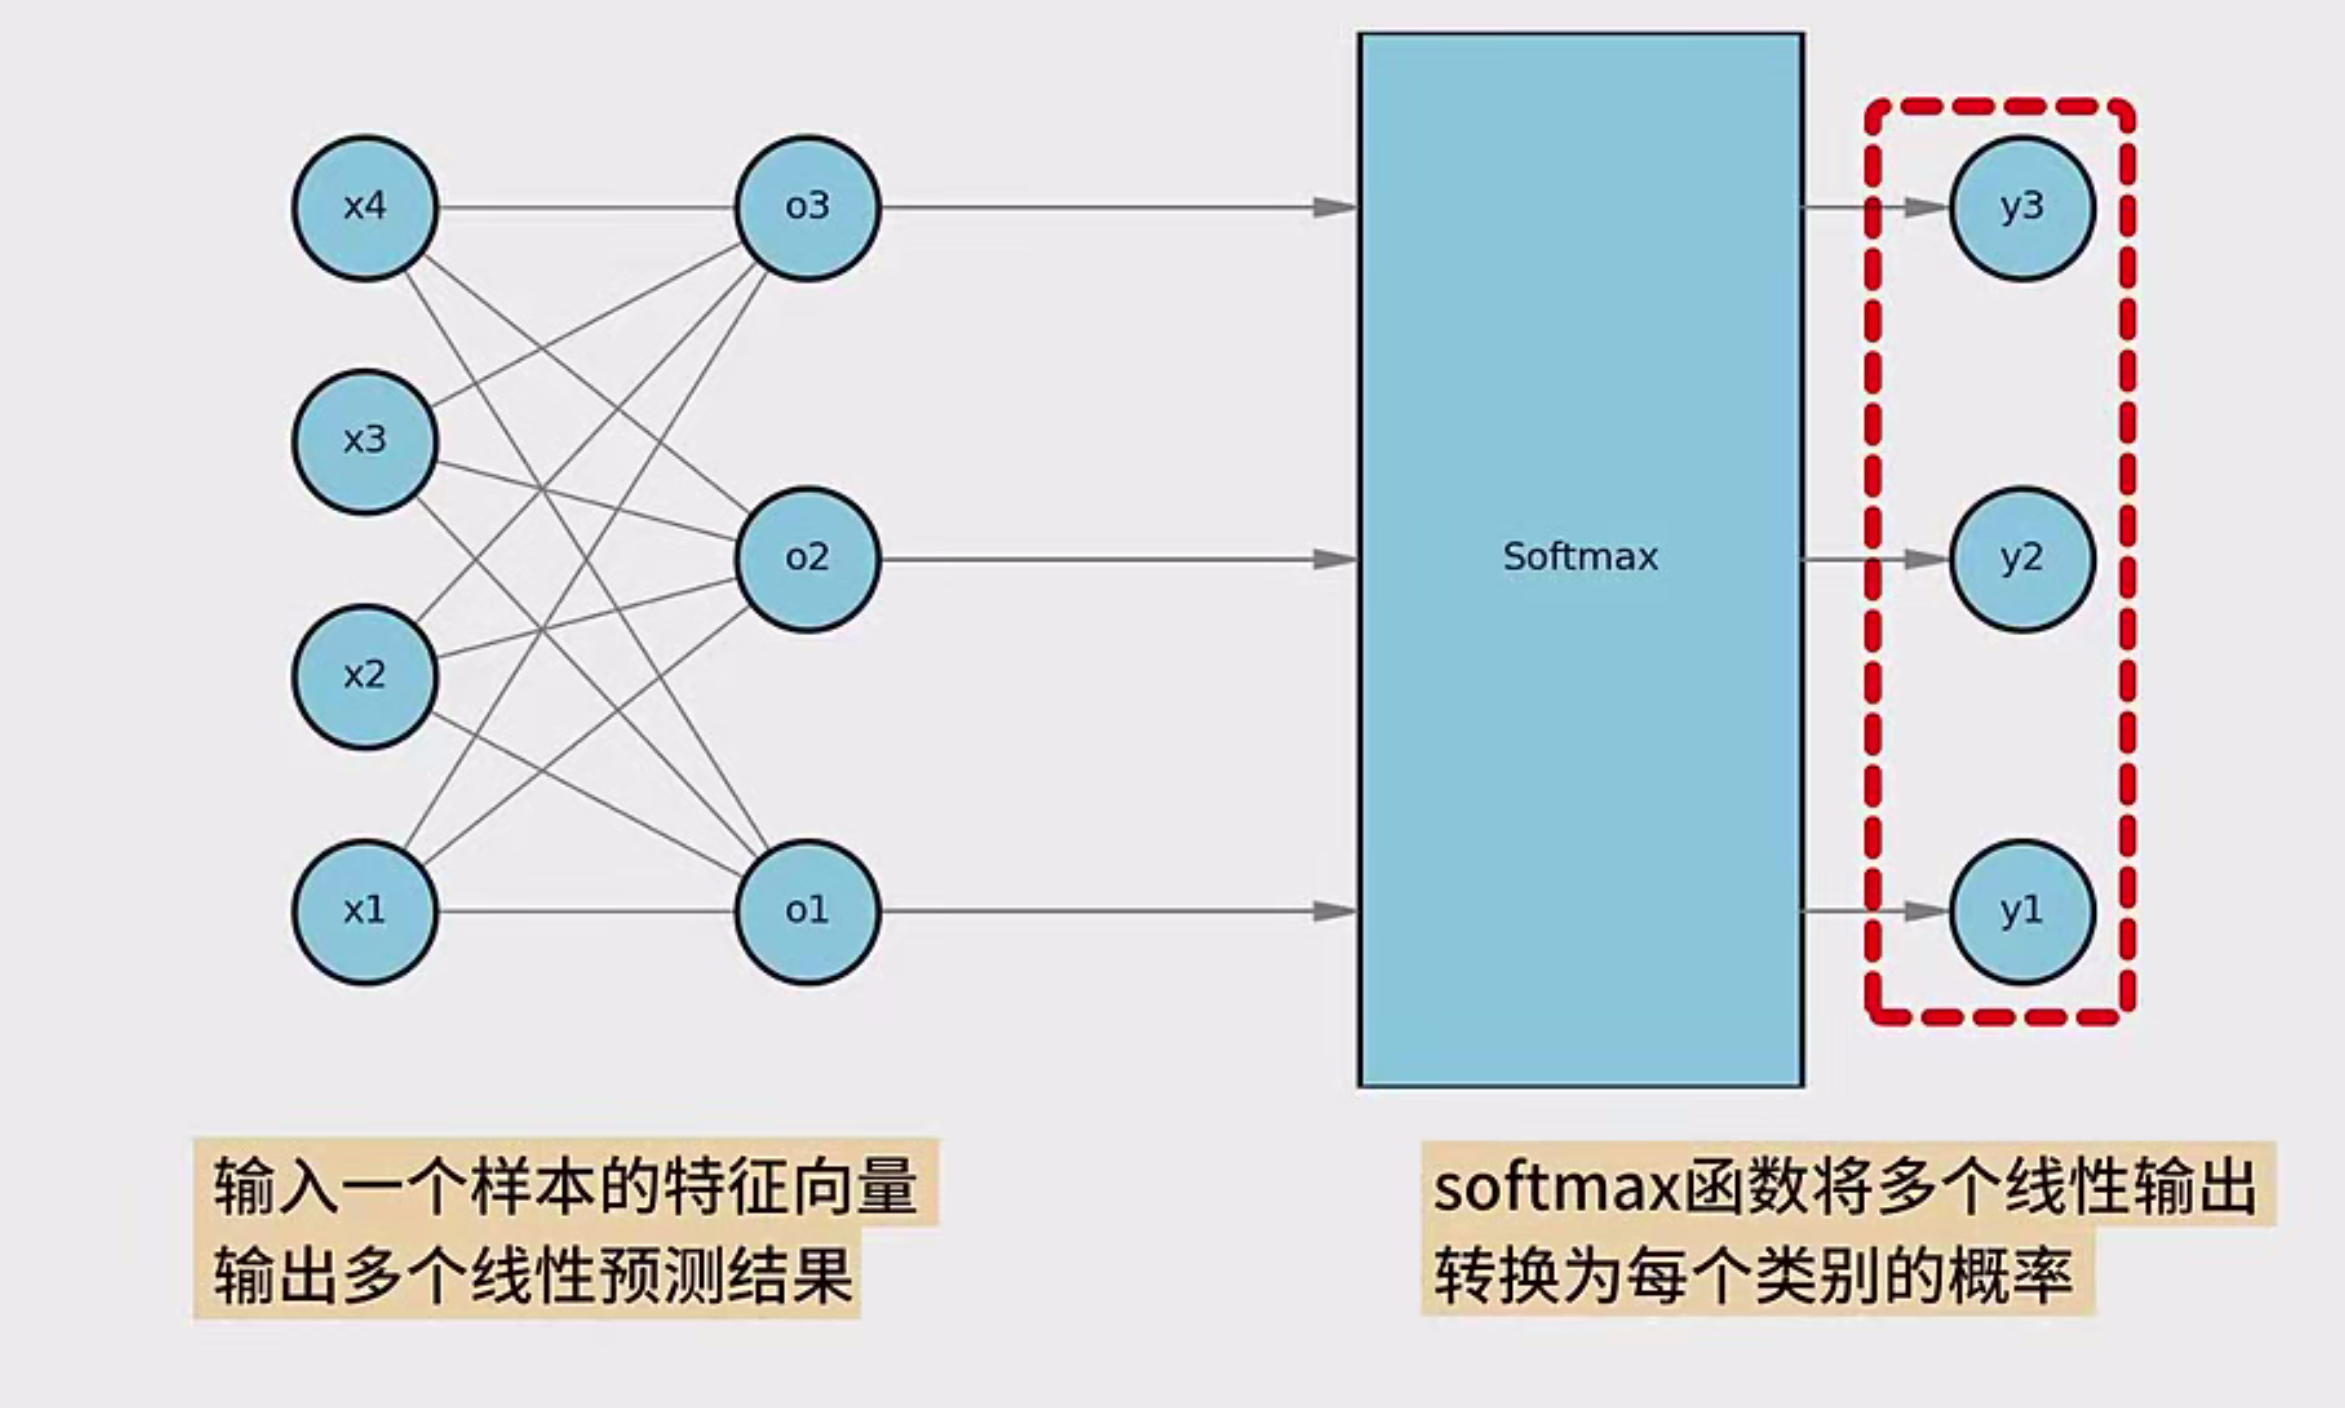 x4
o3
y3
x3
o2
Softmax
y2
x2
x1
o1
y1
输入一个样本的特征向量
输出多个线性预测结果
softmax函数将多个线性输出
转换为每个类别的概率